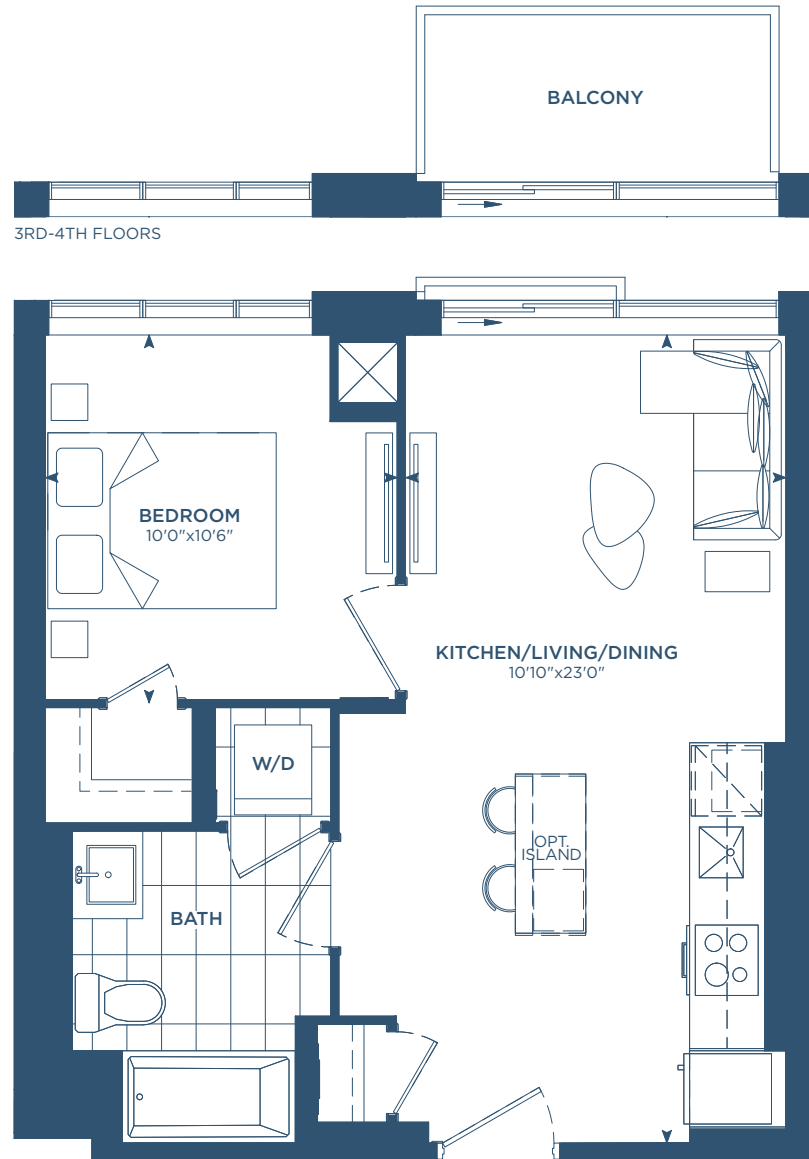 BALCONY
3RD-4TH FLOORS
BEDROOM
10'0"x10'6"
KITCHEN/LIVING/DINING
10'10"x23'0"
W/D
OPT.
ISLAND
BATH